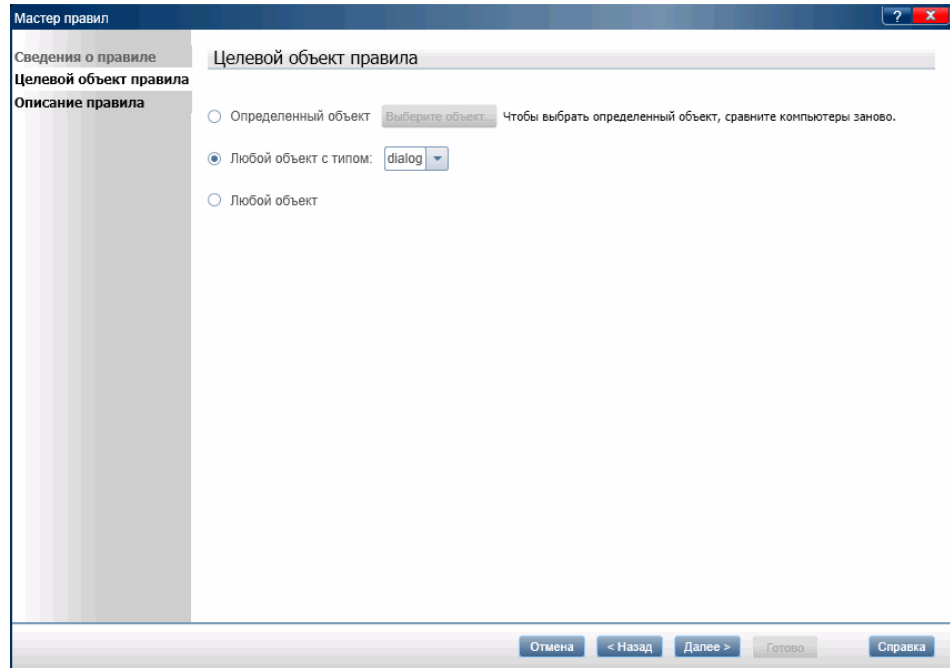 Мастер правил
? X
Сведения о правиле
Целевой объект правила
Описание правила
Целевой объект правила
Определенный объект Выберите объект... Чтобы выбрать определенный объект, сравните компьютеры заново.
Любой объект с типом: dialog
Любой объект
Отмена < Назад Далее > Готово Справка